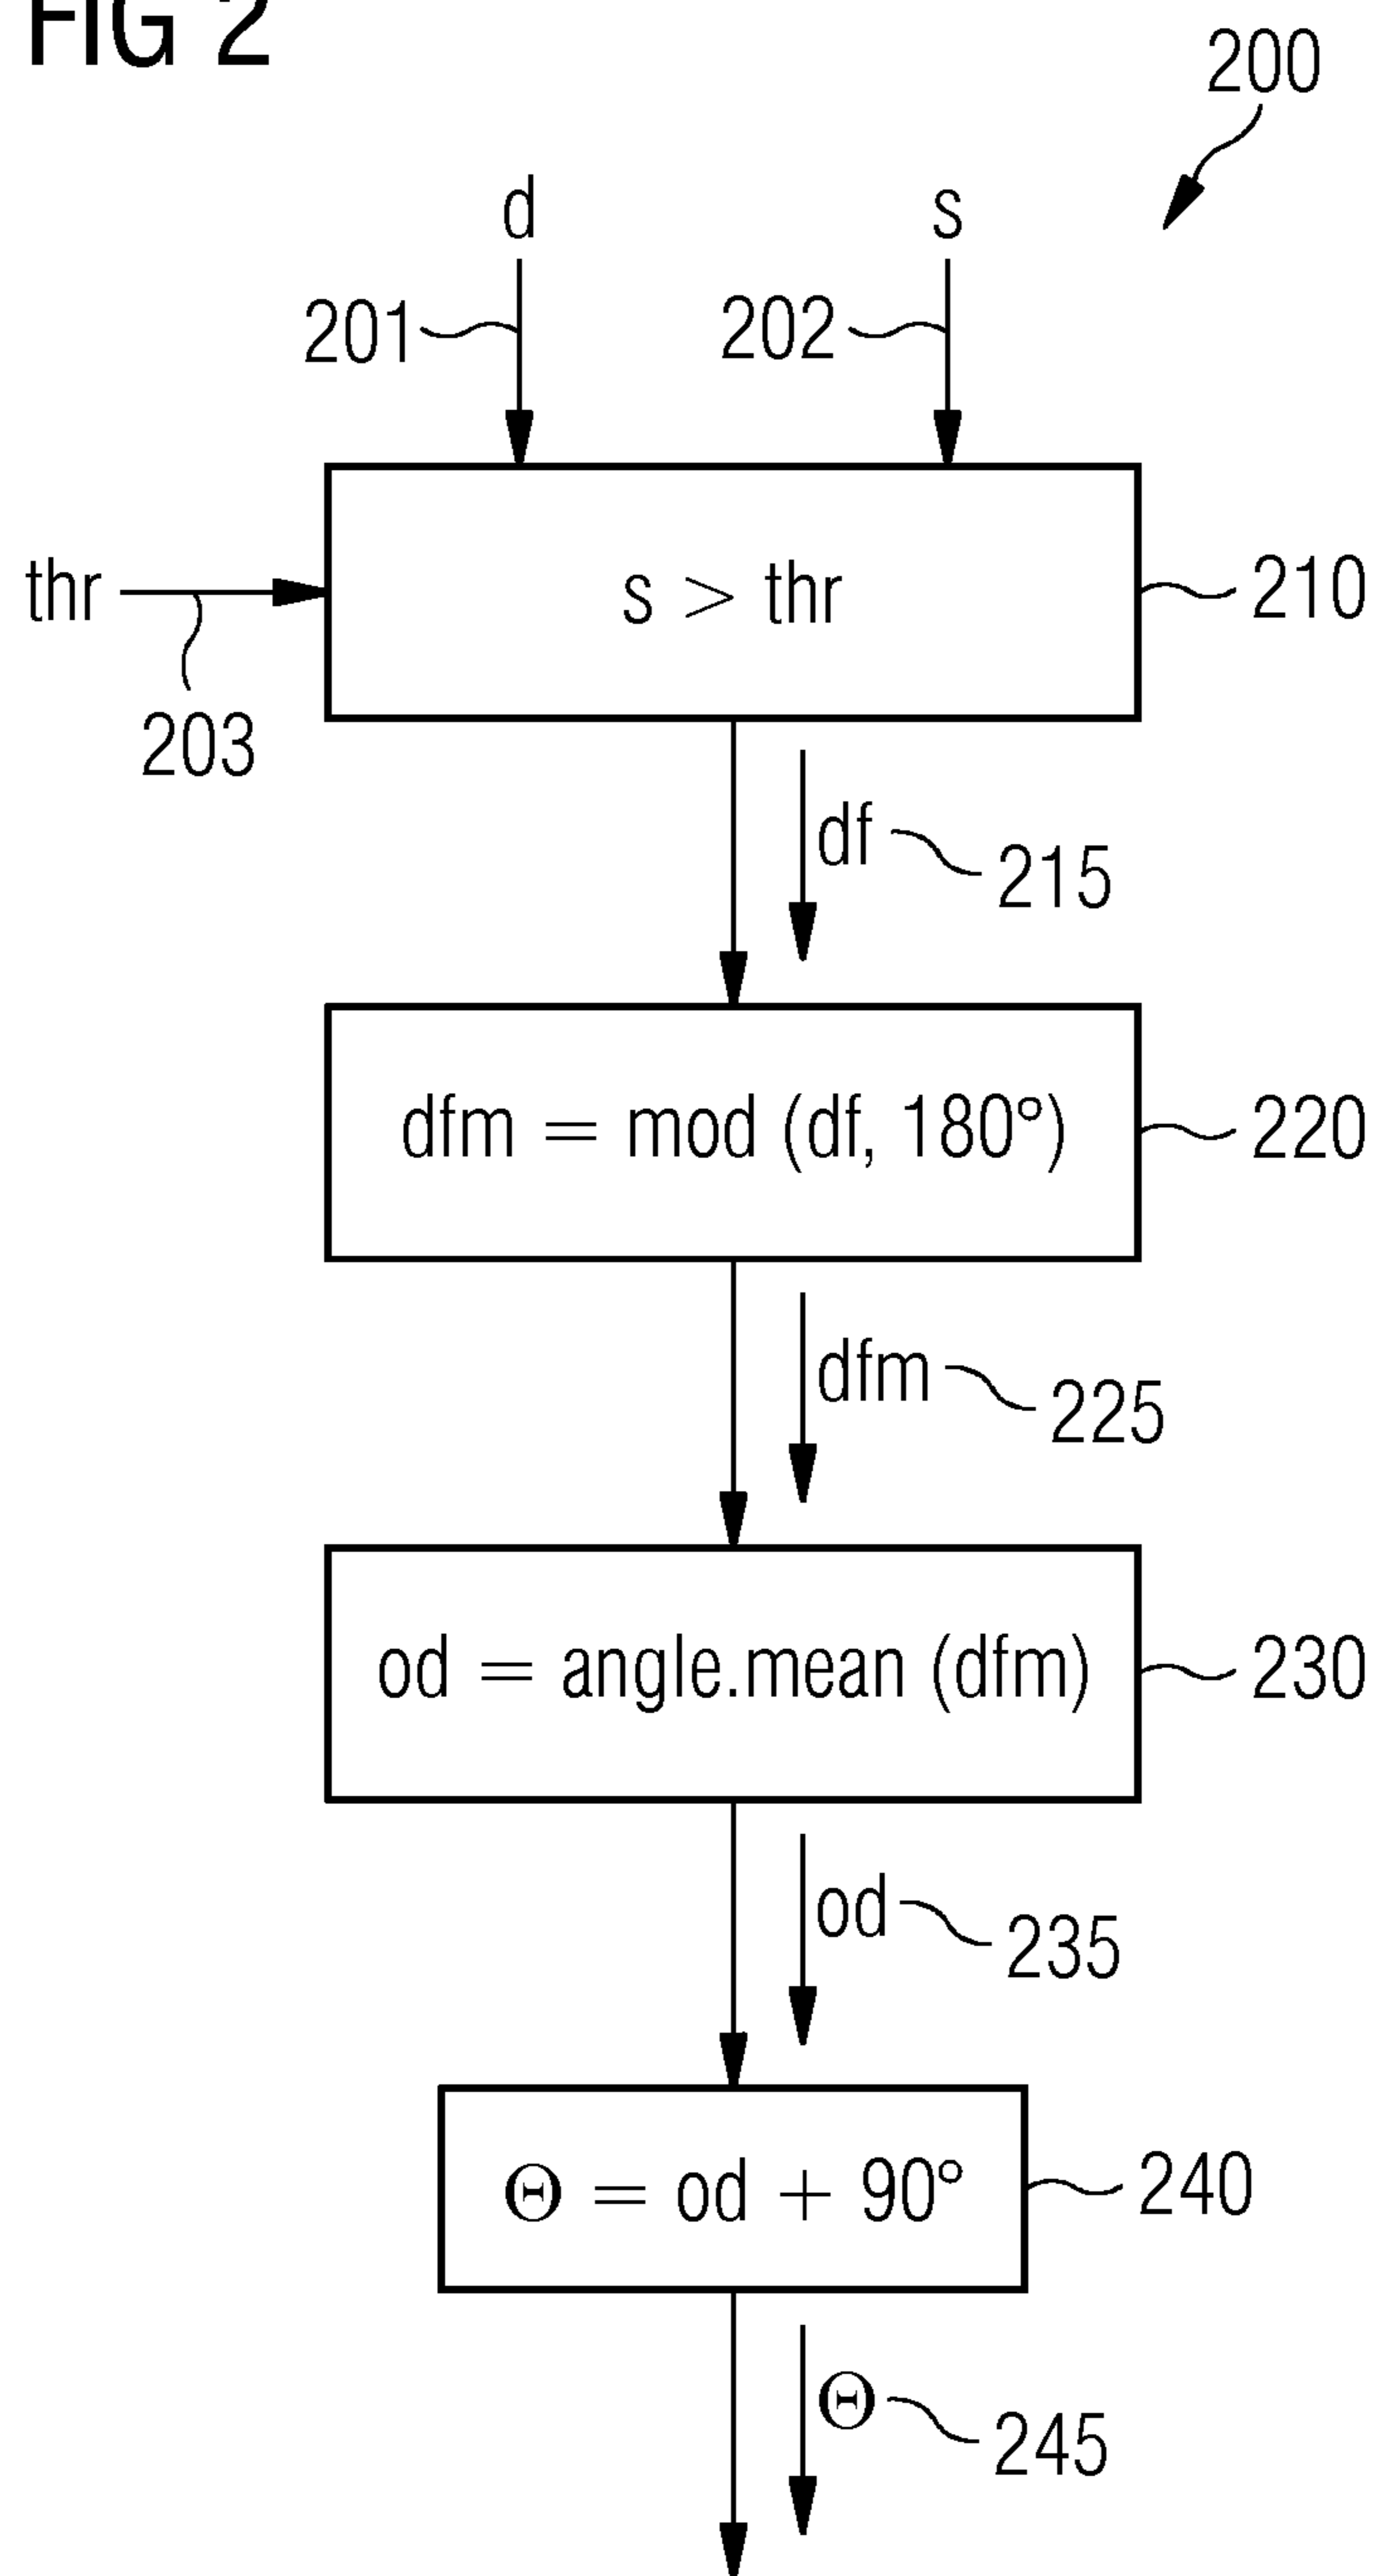 FIG 2
200
d
s
201
202
thr
s > thr
210
203
df
215
dfm = mod (df, 180°)
220
dfm
225
od = angle.mean (dfm)
230
od
235
Θ = od + 90°
240
Θ
245